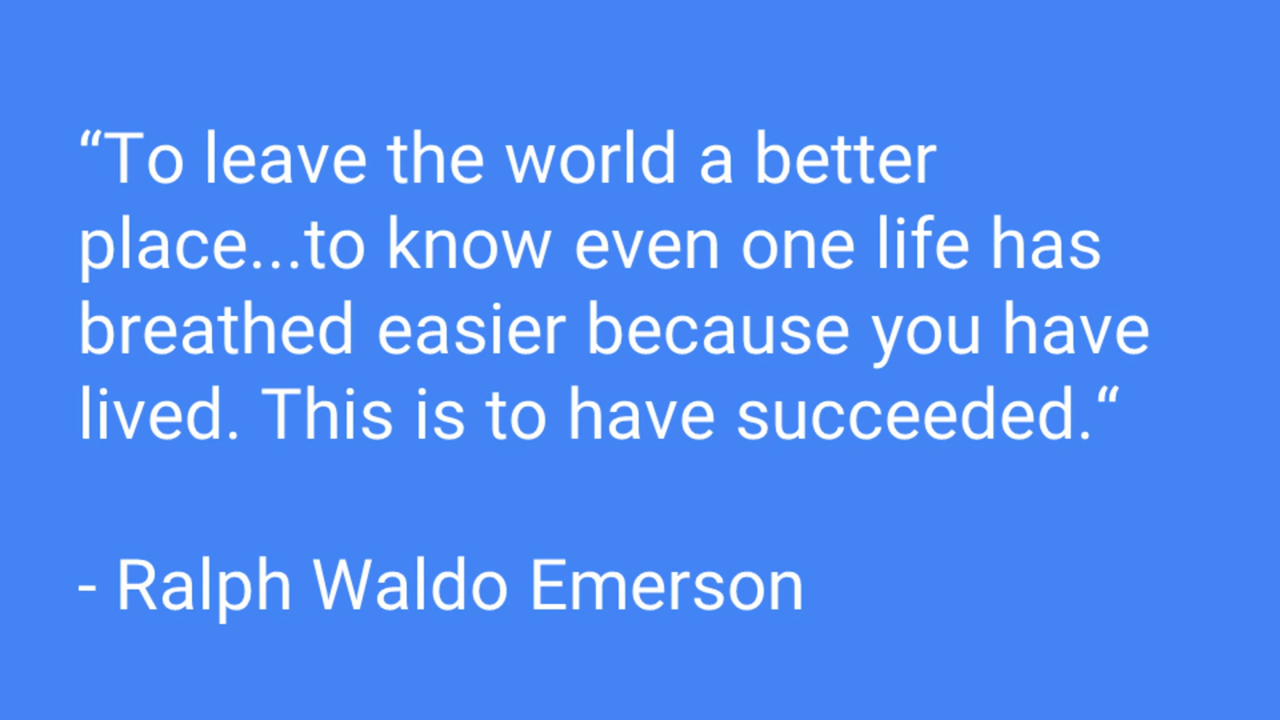 “To leave the world a better
place...to know even one life has
breathed easier because you have
lived. This is to have succeeded.“
- Ralph Waldo Emerson